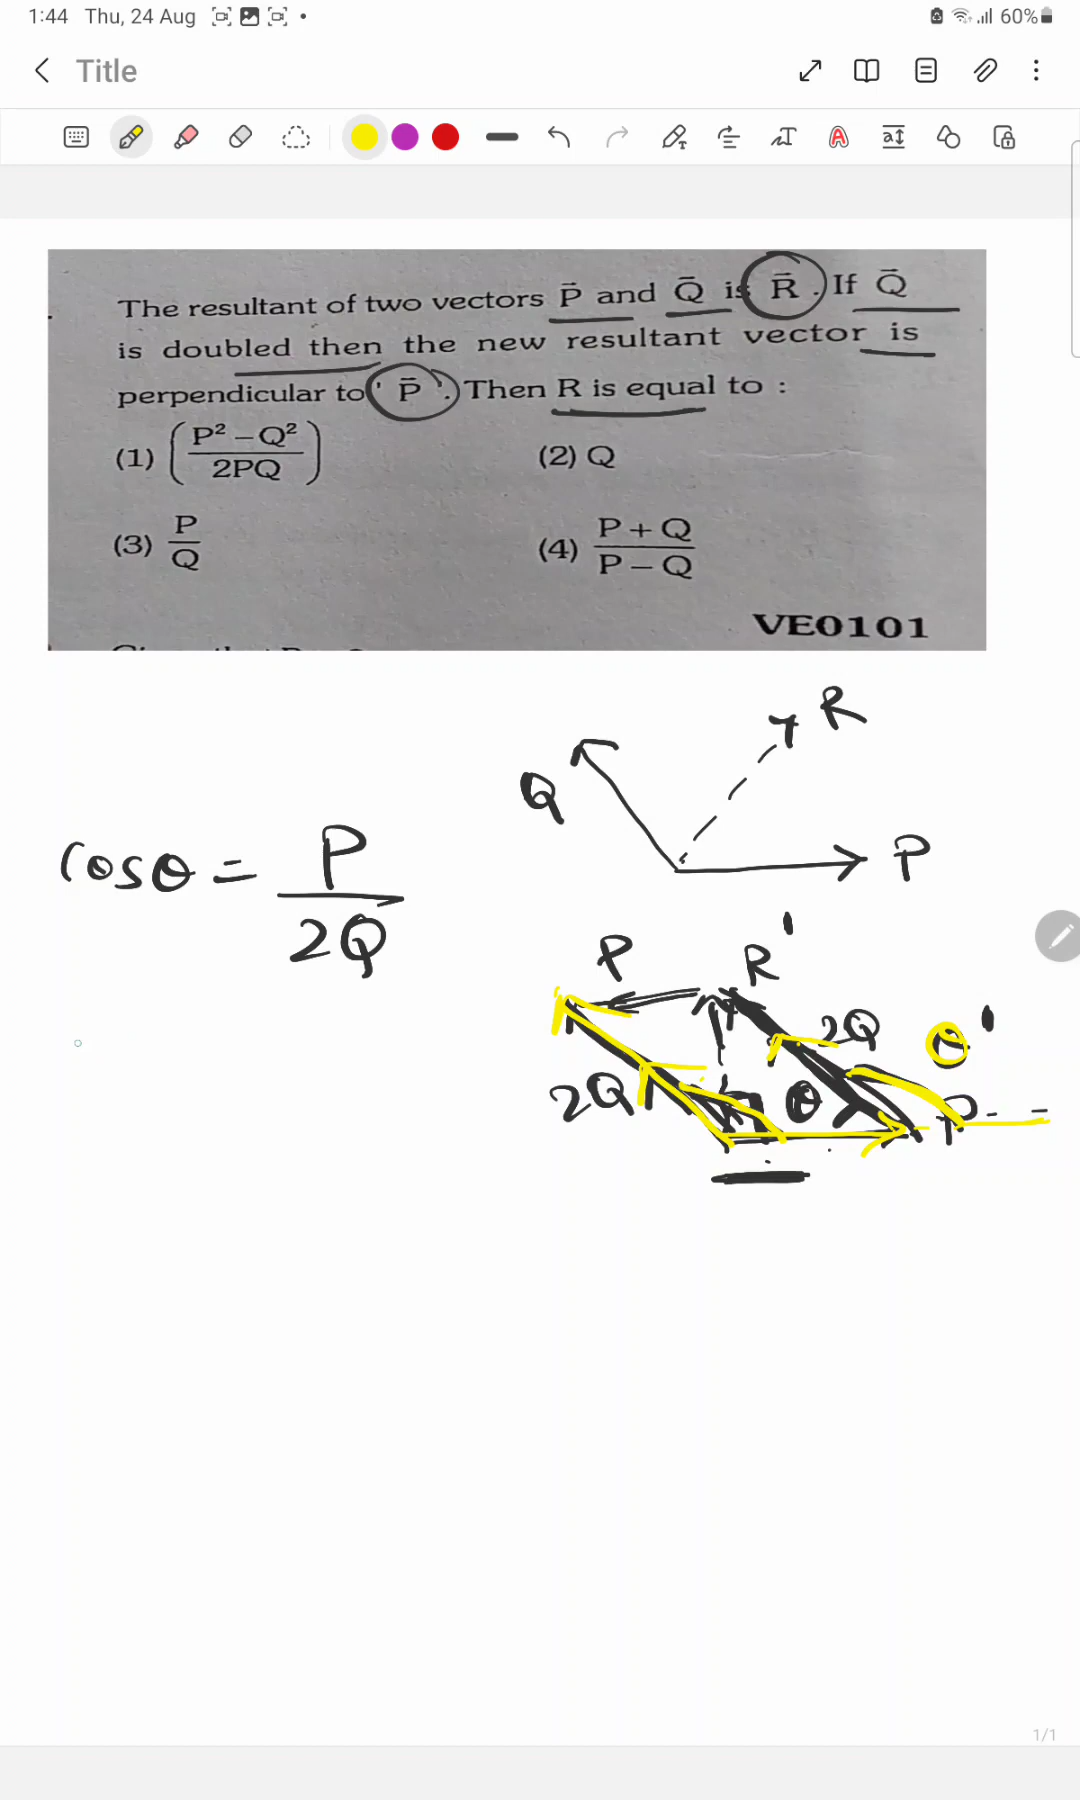 1:44 Thu, 24 Aug 60%
Title
The resultant of two vectors P̄ and Q̄ is R̄. If Q̄
is doubled then the new resultant vector is
perpendicular to ' P̄ '. Then R is equal to :
(1) (P² – Q² / 2PQ) (2) Q
(3) P/Q (4) P + Q / P – Q
VE0101
R
Q
P
cosθ = P / 2Q
P R'
2Q θ'
2Q θ P
1/1